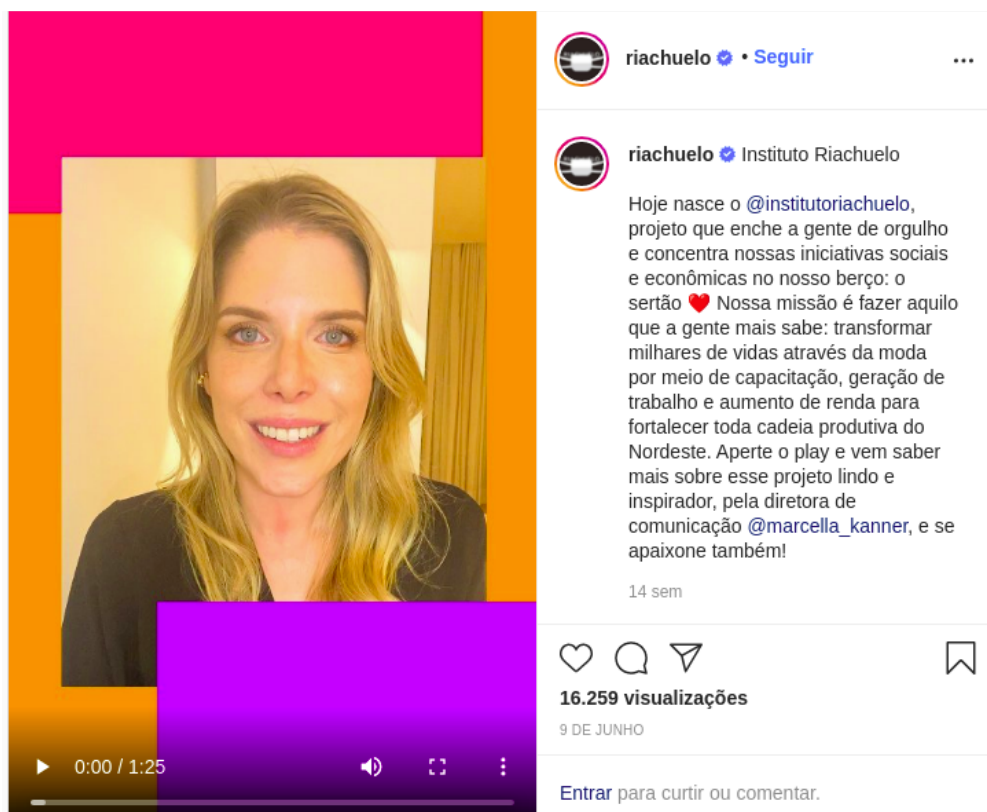 riachuelo • Seguir
riachuelo Instituto Riachuelo
Hoje nasce o @institutoriachuelo,
projeto que enche a gente de orgulho
e concentra nossas iniciativas sociais
e econômicas no nosso berço: o
sertão ❤️ Nossa missão é fazer aquilo
que a gente mais sabe: transformar
milhares de vidas através da moda
por meio de capacitação, geração de
trabalho e aumento de renda para
fortalecer toda cadeia produtiva do
Nordeste. Aperte o play e vem saber
mais sobre esse projeto lindo e
inspirador, pela diretora de
comunicação @marcella_kanner, e se
apaixone também!
14 sem
16.259 visualizações
9 DE JUNHO
0:00 / 1:25
Entrar para curtir ou comentar.